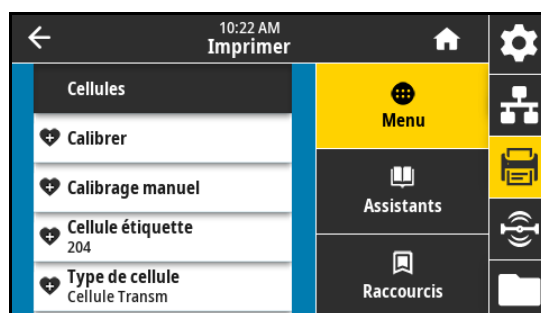 10:22 AM
Imprimer
Cellules
Calibrer
Calibrage manuel
Cellule étiquette
204
Type de cellule
Cellule Transm
Menu
Assistants
Raccourcis